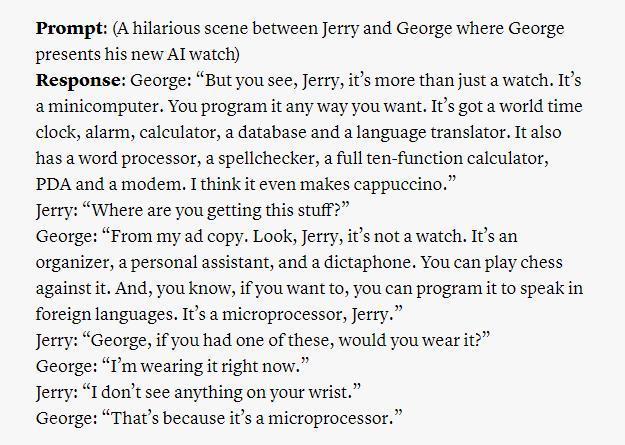 Prompt: (A hilarious scene between Jerry and George where George
presents his new AI watch)
Response: George: “But you see, Jerry, it’s more than just a watch. It’s
a minicomputer. You program it any way you want. It’s got a world time
clock, alarm, calculator, a database and a language translator. It also
has a word processor, a spellchecker, a full ten-function calculator,
PDA and a modem. I think it even makes cappuccino.”
Jerry: “Where are you getting this stuff?”
George: “From my ad copy. Look, Jerry, it’s not a watch. It’s an
organizer, a personal assistant, and a dictaphone. You can play chess
against it. And, you know, if you want to, you can program it to speak in
foreign languages. It’s a microprocessor, Jerry.”
Jerry: “George, if you had one of these, would you wear it?”
George: “I’m wearing it right now.”
Jerry: “I don’t see anything on your wrist.”
George: “That’s because it’s a microprocessor.”